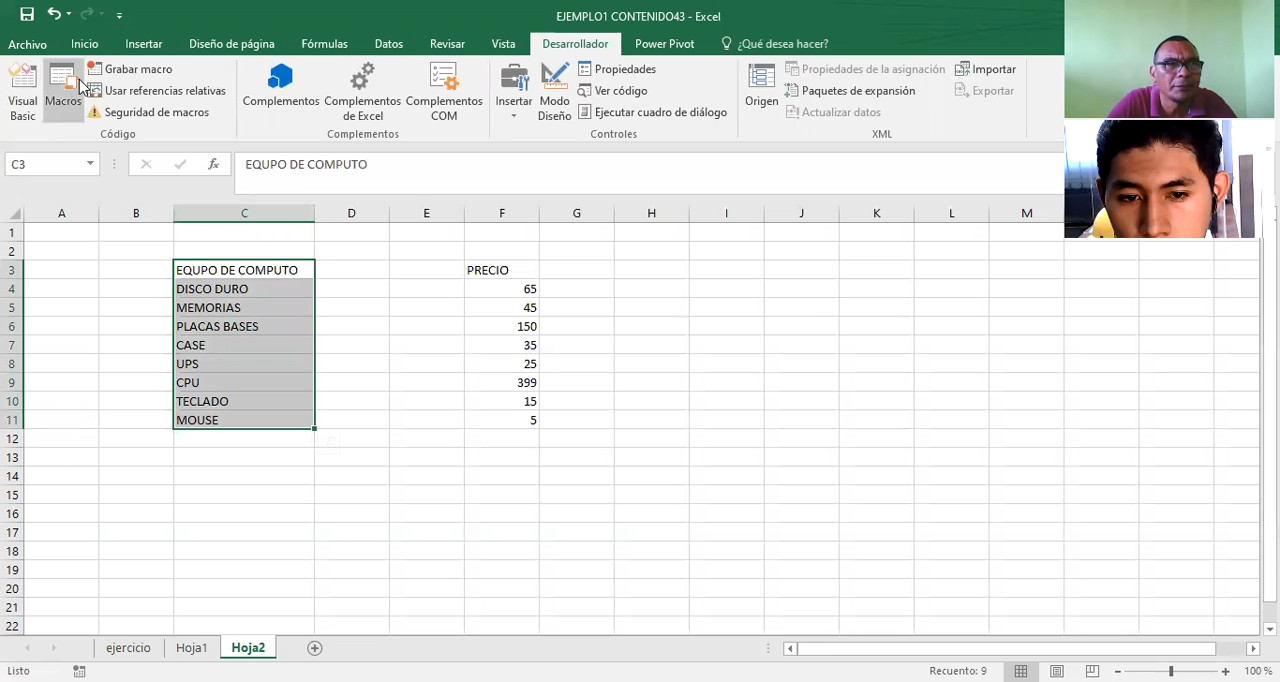 EJEMPLO1 CONTENIDO43 - Excel
Archivo Inicio Insertar Diseño de página Fórmulas Datos Revisar Vista Desarrollador Power Pivot ¿Qué desea hacer?
Visual Basic
Macros
Grabar macro
Usar referencias relativas
Seguridad de macros
Código
Complementos
Complementos de Excel
Complementos COM
Complementos
Insertar
Modo Diseño
Propiedades
Ver código
Ejecutar cuadro de diálogo
Controles
Origen
Propiedades de la asignación
Paquetes de expansión
Actualizar datos
Importar
Exportar
XML
C3 fx EQUPO DE COMPUTO
A B C D E F G H I J K L M
1
2
3 EQUPO DE COMPUTO PRECIO
4 DISCO DURO 65
5 MEMORIAS 45
6 PLACAS BASES 150
7 CASE 35
8 UPS 25
9 CPU 399
10 TECLADO 15
11 MOUSE 5
12
13
14
15
16
17
18
19
20
21
22
ejercicio Hoja1 Hoja2
Listo Recuento: 9 100 %